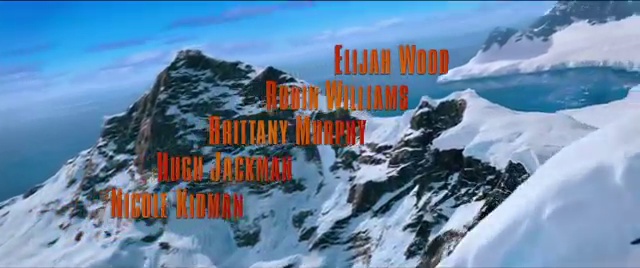 Elijah Wood
Robin Williams
Brittany Murphy
Hugh Jackman
Nicole Kidman